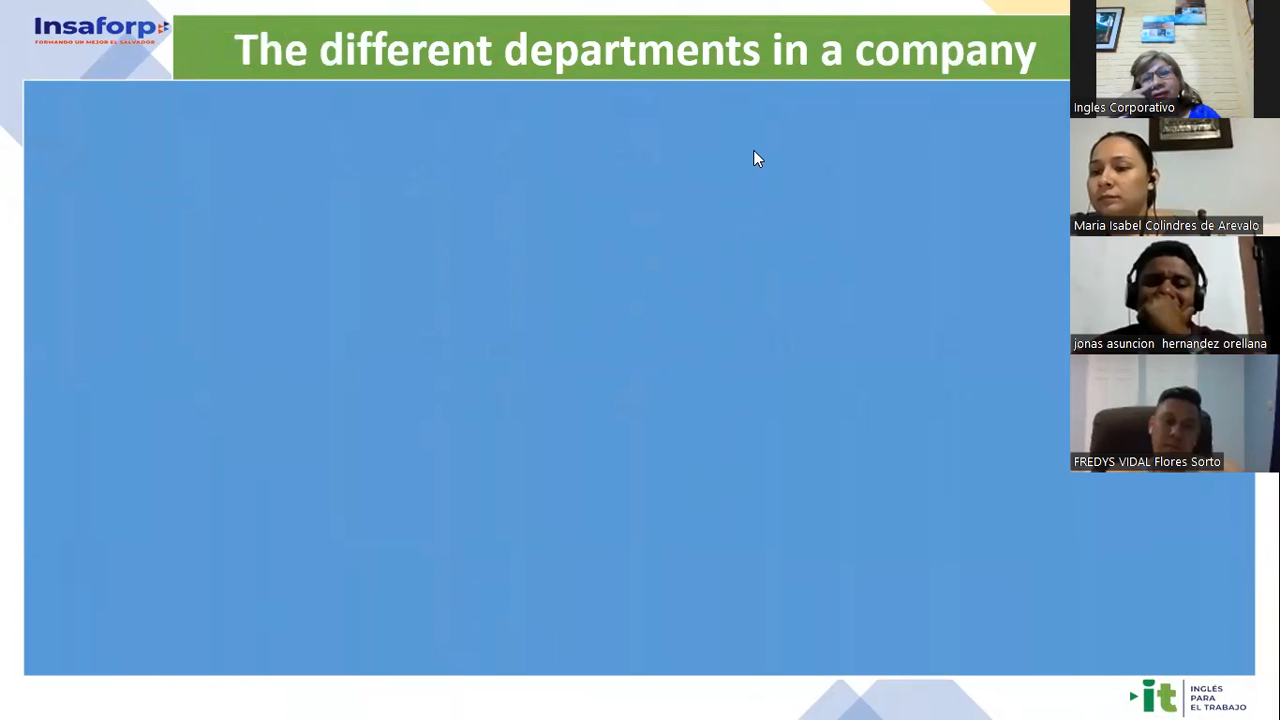 Insaforp
FORMANDO UN MEJOR EL SALVADOR
The different departments in a company
Ingles Corporativo
Maria Isabel Colindres de Arevalo
jonas asuncion hernandez orellana
FREDYS VIDAL Flores Sorto
it
INGLÉS
PARA
EL TRABAJO